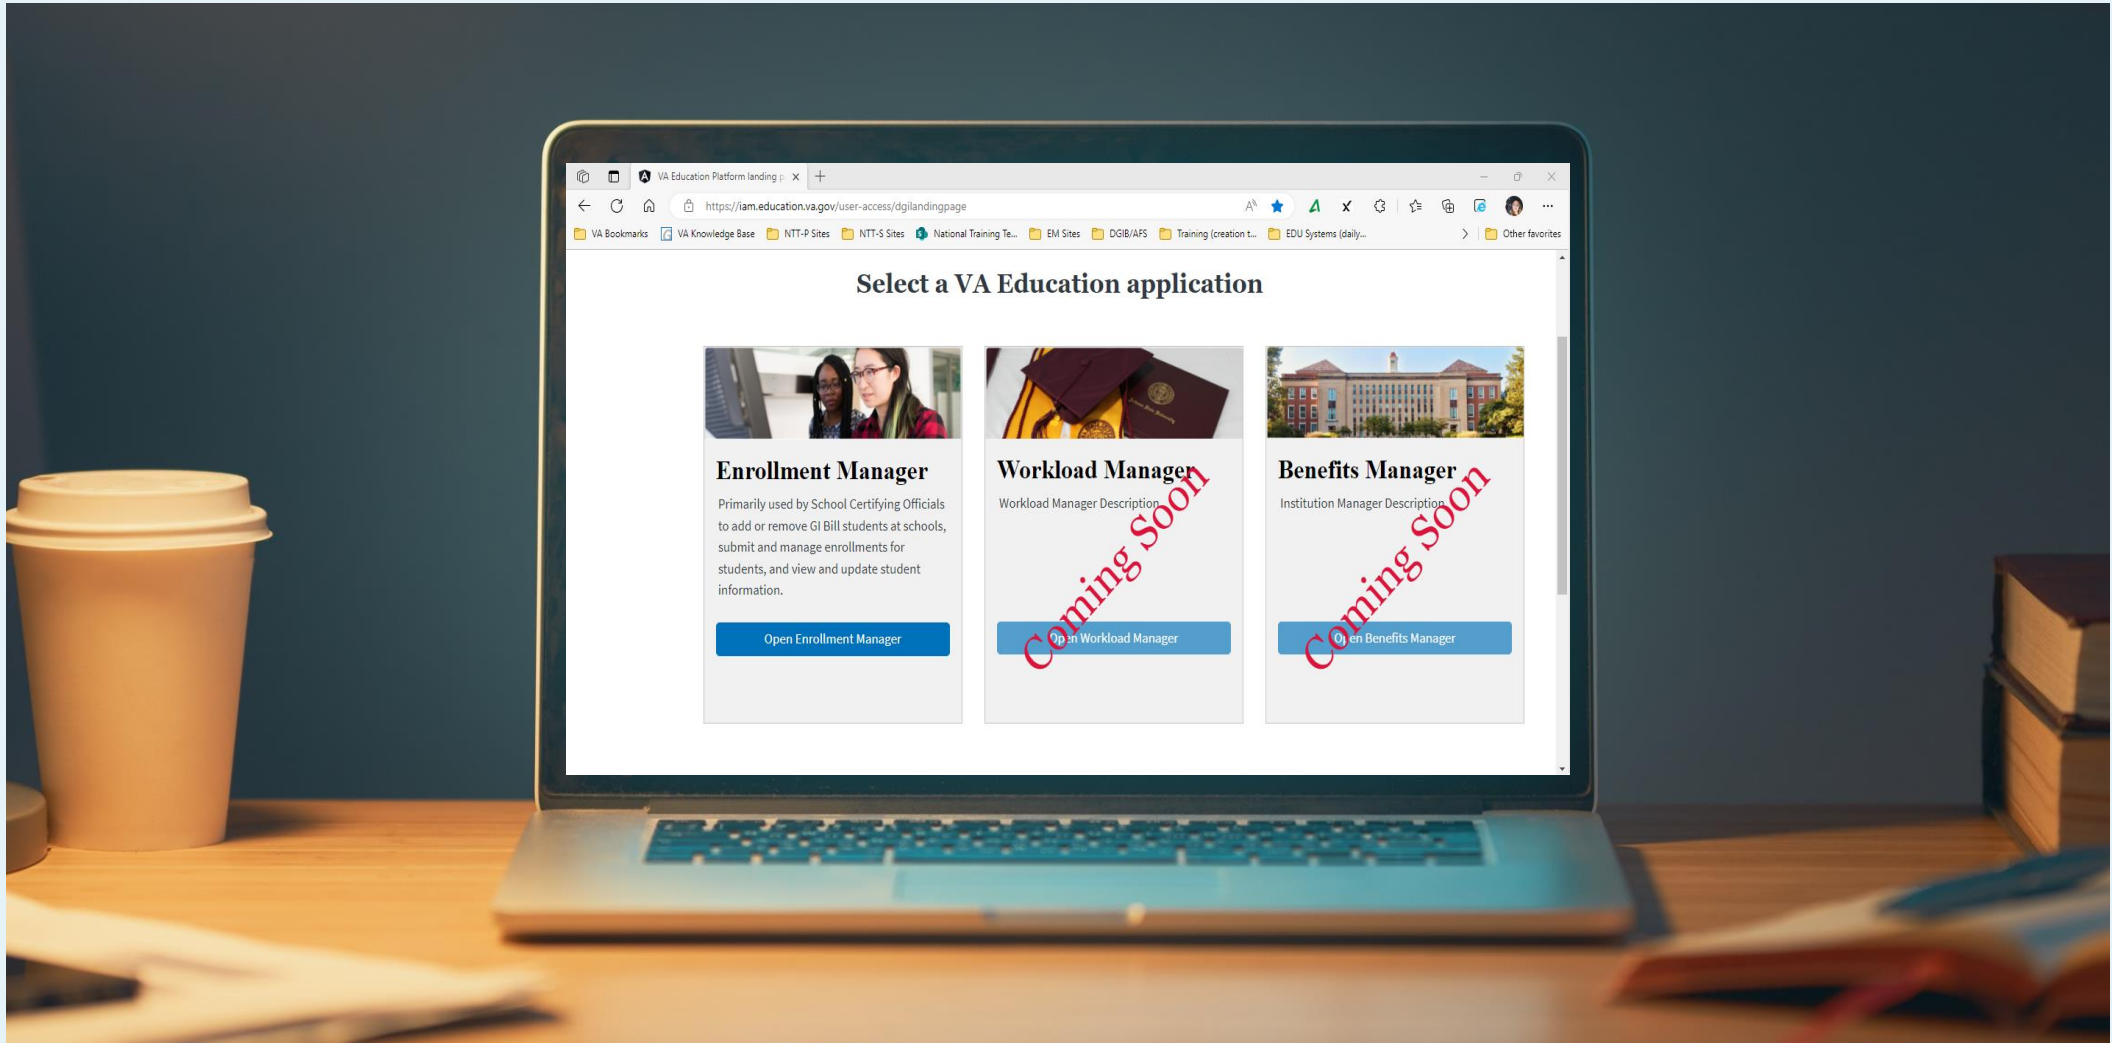 VA Education Platform landing p
https://iam.education.va.gov/user-access/dgilandingpage
VA Bookmarks VA Knowledge Base NTT-P Sites NTT-S Sites National Training Te... EM Sites DGIB/AFS Training (creation t... EDU Systems (daily... Other favorites
Select a VA Education application
Enrollment Manager
Primarily used by School Certifying Officials
to add or remove GI Bill students at schools,
submit and manage enrollments for
students, and view and update student
information.
Open Enrollment Manager
Workload Manager
Workload Manager Description
Coming Soon
Open Workload Manager
Benefits Manager
Institution Manager Description
Coming Soon
Open Benefits Manager